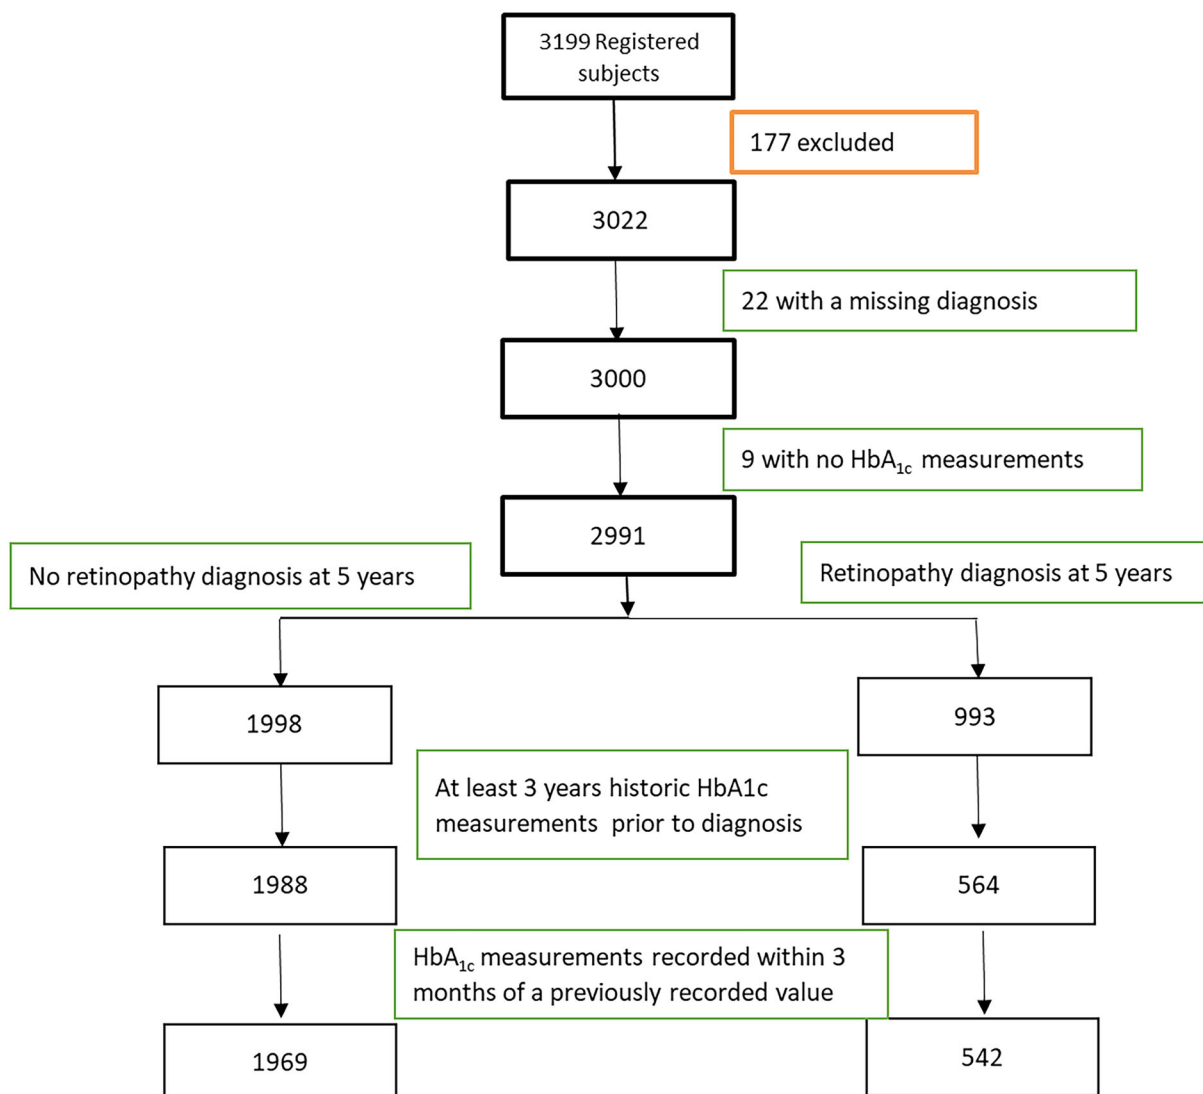 3199 Registered
subjects
177 excluded
3022
22 with a missing diagnosis
3000
9 with no HbA1c measurements
2991
No retinopathy diagnosis at 5 years
Retinopathy diagnosis at 5 years
1998
993
At least 3 years historic HbA1c
measurements prior to diagnosis
1988
564
HbA1c measurements recorded within 3
months of a previously recorded value
1969
542